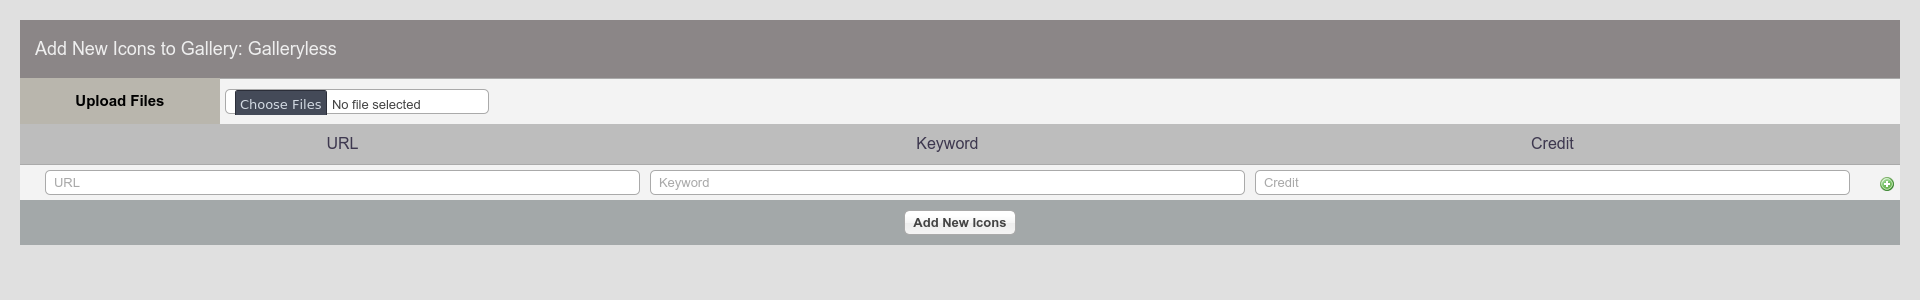 Add New Icons to Gallery: Galleryless
Upload Files Choose Files No file selected
URL Keyword Credit
URL Keyword Credit
Add New Icons